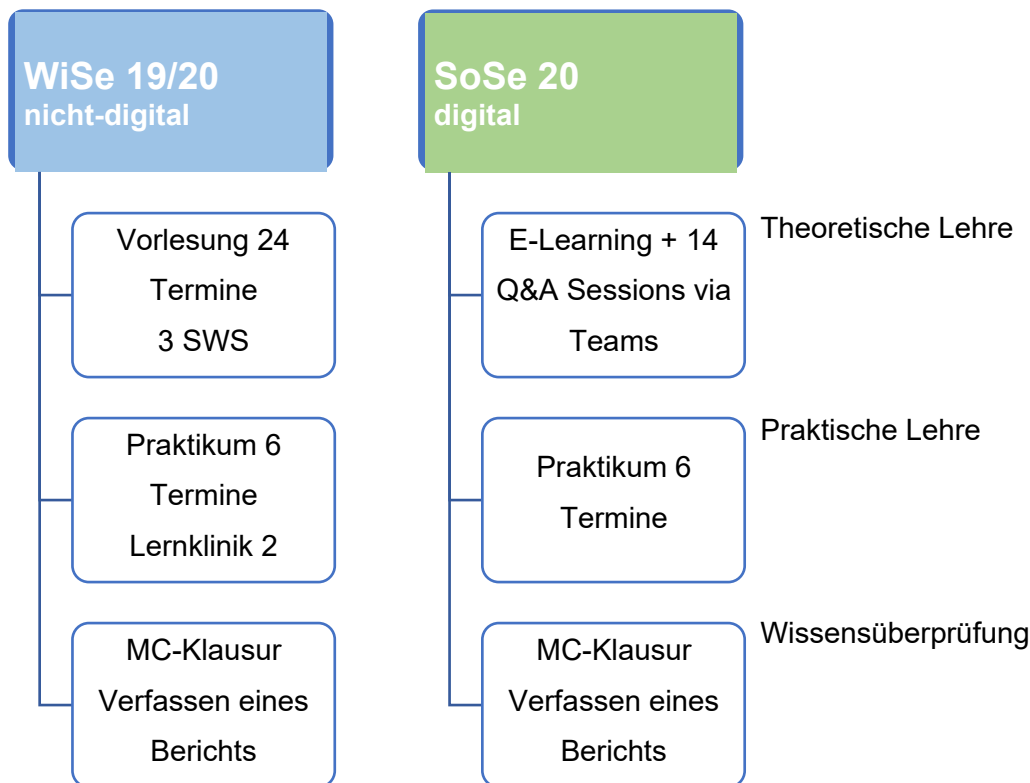 WiSe 19/20
nicht-digital
SoSe 20
digital
Vorlesung 24
Termine
3 SWS
E-Learning + 14
Q&A Sessions via
Teams
Theoretische Lehre
Praktikum 6
Termine
Lernklinik 2
Praktikum 6
Termine
Praktische Lehre
MC-Klausur
Verfassen eines
Berichts
MC-Klausur
Verfassen eines
Berichts
Wissensüberprüfung